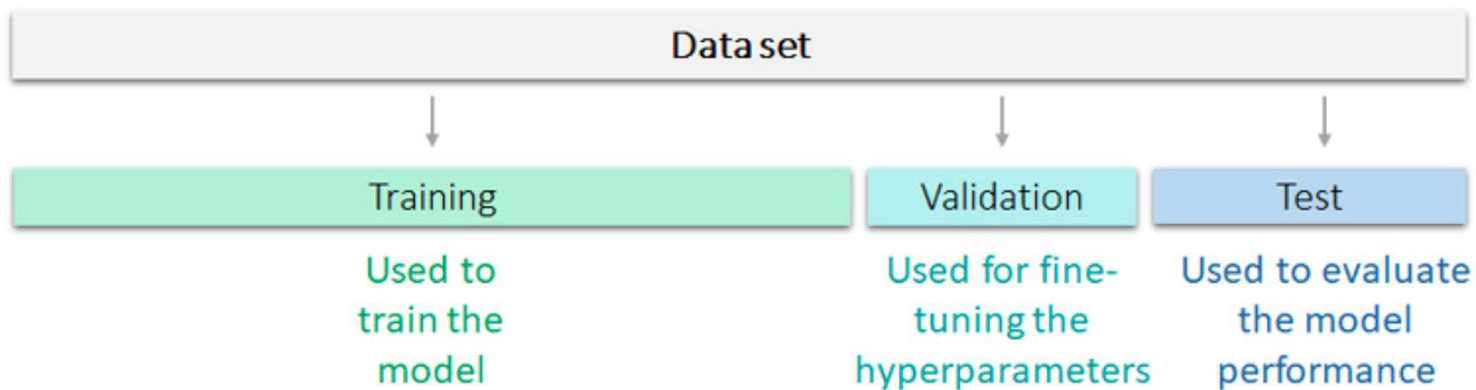 Data set
Training
Validation
Test
Used to
train the
model
Used for fine-
tuning the
hyperparameters
Used to evaluate
the model
performance